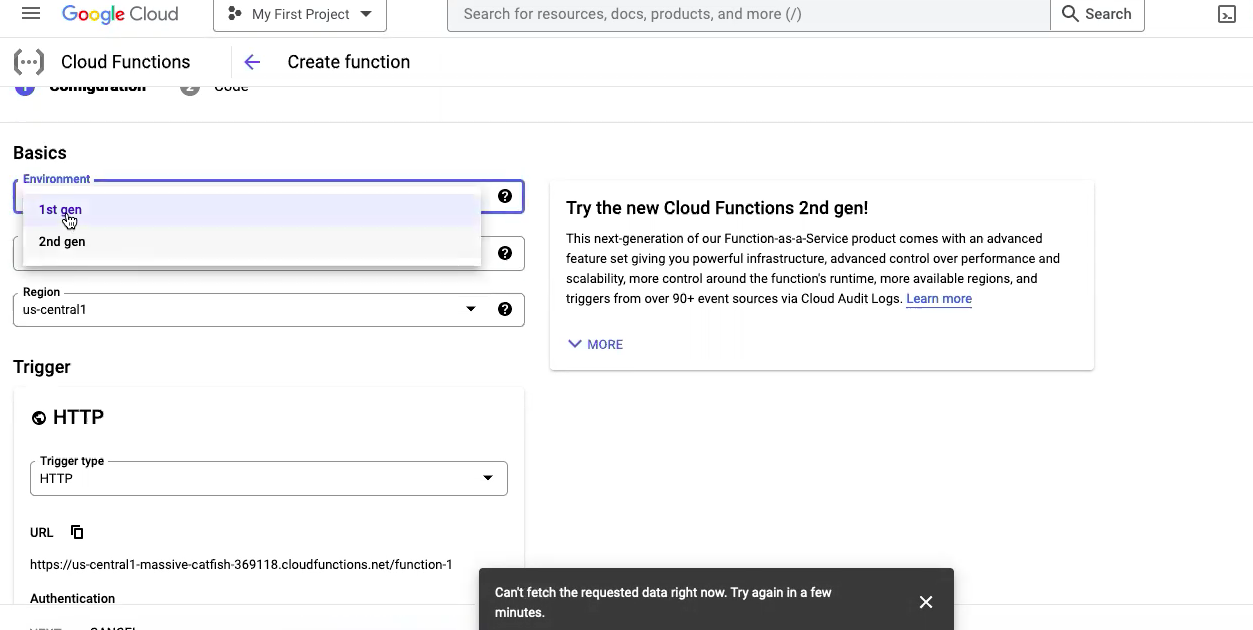 Google Cloud
My First Project
Search for resources, docs, products, and more (/)
Search
Cloud Functions
Create function
1 Configuration
2 Code
Basics
Environment
1st gen
2nd gen
Region
us-central1
Try the new Cloud Functions 2nd gen!
This next-generation of our Function-as-a-Service product comes with an advanced
feature set giving you powerful infrastructure, advanced control over performance and
scalability, more control around the function's runtime, more available regions, and
triggers from over 90+ event sources via Cloud Audit Logs. Learn more
MORE
Trigger
HTTP
Trigger type
HTTP
URL
https://us-central1-massive-catfish-369118.cloudfunctions.net/function-1
Authentication
NEXT
CANCEL
Can't fetch the requested data right now. Try again in a few
minutes.